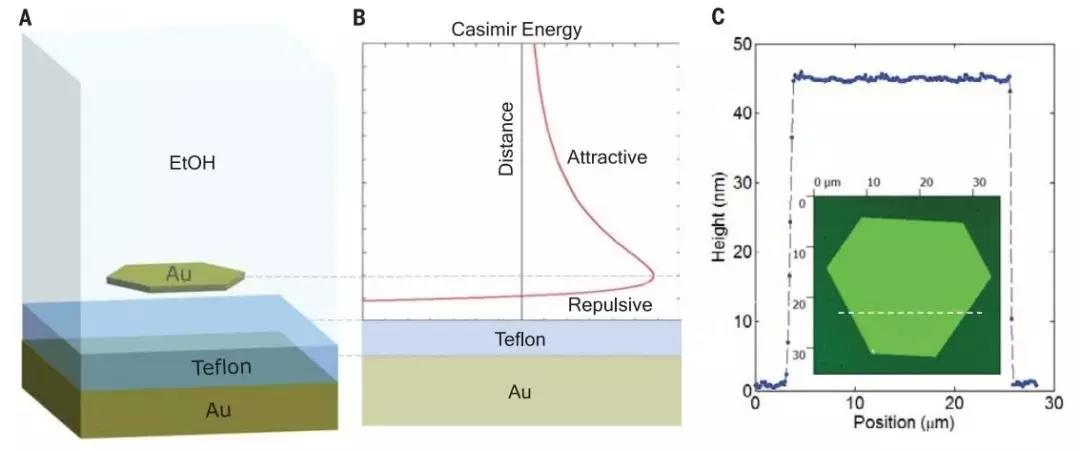 A
EtOH
Au
Teflon
Au
B
Casimir Energy
Distance
Attractive
Repulsive
Teflon
Au
C
50
40
30
20
10
0
Height (nm)
0 µm 10 20 30
0
10
20
30
0 10 20 30
Position (µm)